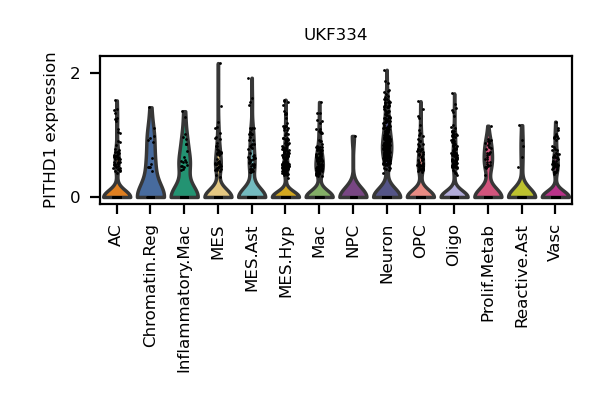 UKF334
PITHD1 expression
2
0
AC
Chromatin.Reg
Inflammatory.Mac
MES
MES.Ast
MES.Hyp
Mac
NPC
Neuron
OPC
Oligo
Prolif.Metab
Reactive.Ast
Vasc